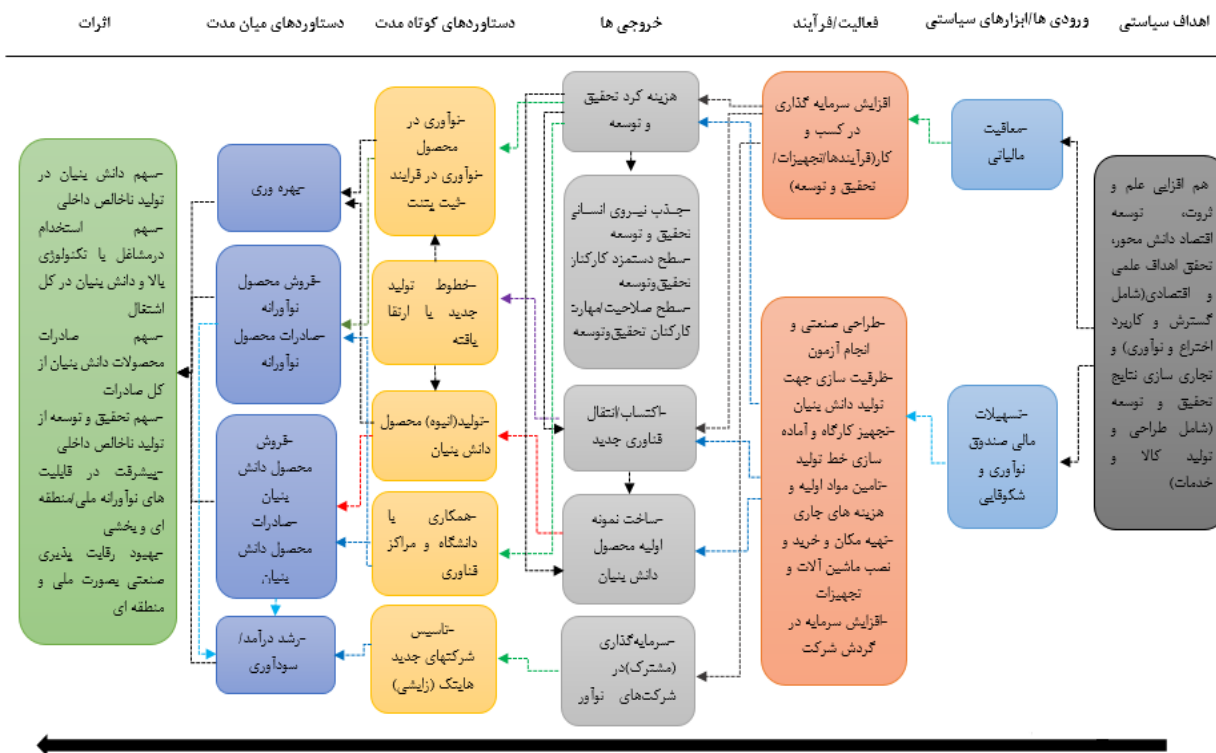 اهداف سیاستی
ورودی ها/ابزارهای سیاستی
فعالیت/فرآیند
خروجی ها
دستاوردهای کوتاه مدت
دستاوردهای میان مدت
اثرات
هم افزایی علم و
ثروت، توسعه
اقتصاد دانش محور،
تحقق اهداف علمی
و اقتصادی(شامل
گسترش و کاربرد
اختراع و نوآوری) و
تجاری سازی نتایج
تحقیق و توسعه
(شامل طراحی و
تولید کالا و
خدمات)
-معافیت
مالیاتی
-تسهیلات
مالی صندوق
نوآوری و
شکوفایی
افزایش سرمایه گذاری
در کسب و
کار(فرآیندها/تجهیزات/
تحقیق و توسعه)
-طراحی صنعتی و
انجام آزمون
-ظرفیت سازی جهت
تولید دانش بنیان
-تجهیز کارگاه و آماده
سازی خط تولید
-تامین مواد اولیه و
هزینه های جاری
-تهیه مکان و خرید و
نصب ماشین آلات و
تجهیزات
-افزایش سرمایه در
گردش شرکت
هزینه کرد تحقیق
و توسعه
-جذب نیروی انسانی
تحقیق و توسعه
-سطح دستمزد کارکنان
تحقیق‌وتوسعه
-سطح صلاحیت/مهارت
کارکنان تحقیق‌وتوسعه
-اکتساب/انتقال
فناوری جدید
-ساخت نمونه
اولیه محصول
دانش بنیان
-سرمایه‌گذاری
(مشترک)در
شرکت‌های نوآور
-نوآوری در
محصول
-نوآوری در فرایند
-ثبت پتنت
-خطوط تولید
جدید یا ارتقا
یافته
-تولید(انبوه) محصول
دانش بنیان
-همکاری با
دانشگاه و مراکز
فناوری
-تاسیس
شرکتهای جدید
هایتک (زایشی)
-بهره وری
-فروش محصول
نوآورانه
-صادرات محصول
نوآورانه
-فروش
محصول دانش
بنیان
-صادرات
محصول دانش
بنیان
-رشد درآمد/
سودآوری
-سهم دانش بنیان در
تولید ناخالص داخلی
-سهم استخدام
درمشاغل با تکنولوژی
بالا و دانش بنیان در کل
اشتغال
-سهم صادرات
محصولات دانش بنیان از
کل صادرات
-سهم تحقیق و توسعه از
تولید ناخالص داخلی
-پیشرفت در قابلیت
های نوآورانه ملی/منطقه
ای و بخشی
-بهبود رقابت پذیری
صنعتی بصورت ملی و
منطقه ای